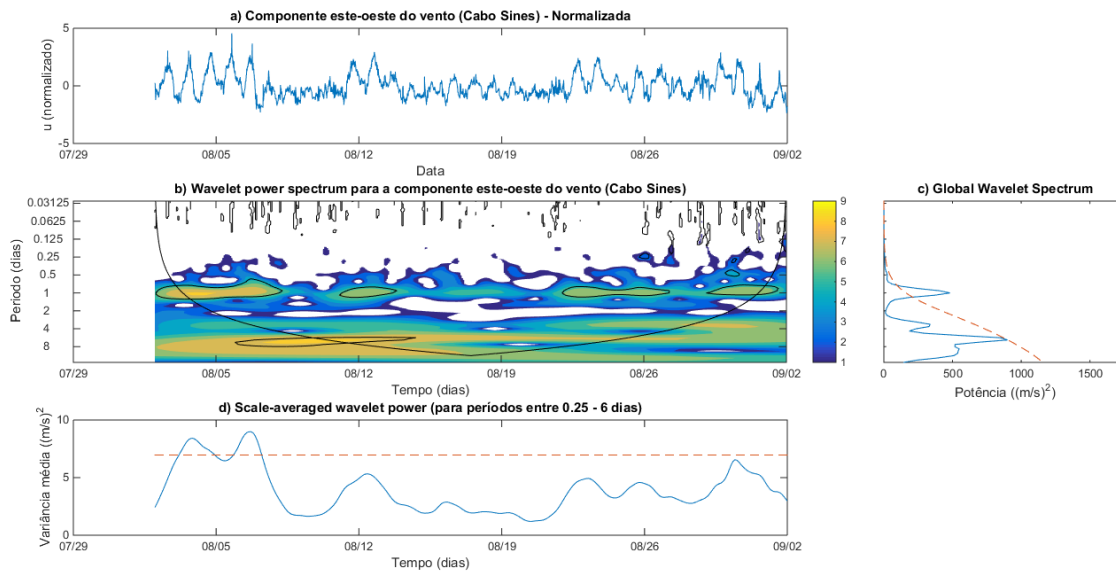 a) Componente este-oeste do vento (Cabo Sines) - Normalizada
u (normalizado)
5
0
-5
07/29 08/05 08/12 08/19 08/26 09/02
Data
b) Wavelet power spectrum para a componente este-oeste do vento (Cabo Sines)
Período (dias)
0.03125
0.0625
0.125
0.25
0.5
1
2
4
8
07/29 08/05 08/12 08/19 08/26 09/02
Tempo (dias)
9
8
7
6
5
4
3
2
1
c) Global Wavelet Spectrum
0 500 1000 1500
Potência ((m/s)²)
d) Scale-averaged wavelet power (para períodos entre 0.25 - 6 dias)
Variância média ((m/s)²
10
5
0
07/29 08/05 08/12 08/19 08/26 09/02
Tempo (dias)